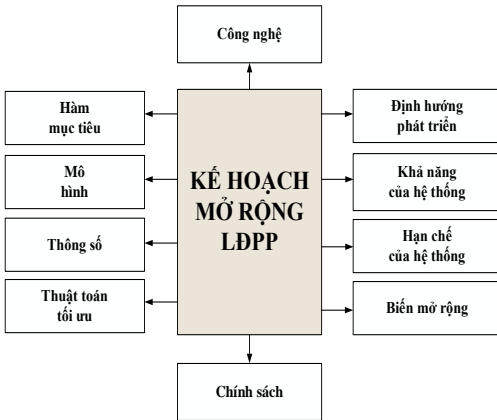 Công nghệ
Hàm
mục tiêu
Mô
hình
Thông số
Thuật toán
tối ưu
KẾ HOẠCH
MỞ RỘNG
LĐPP
Định hướng
phát triển
Khả năng
của hệ thống
Hạn chế
của hệ thống
Biến mở rộng
Chính sách